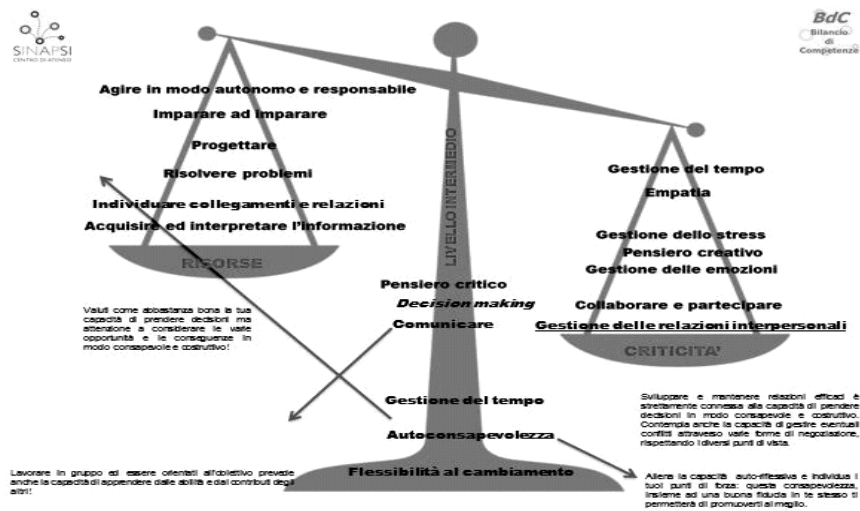 SINAPSI
CENTRO DI ATENEO
BdC
Bilancio
di
Competenze
Agire in modo autonomo e responsabile
Imparare ad imparare
Progettare
Risolvere problemi
Individuare collegamenti e relazioni
Acquisire ed interpretare l'informazione
RISORSE
LIVELLO INTERMEDIO
Gestione del tempo
Empatia
Gestione dello stress
Pensiero creativo
Gestione delle emozioni
Collaborare e partecipare
Gestione delle relazioni interpersonali
CRITICITA'
Pensiero critico
Decision making
Comunicare
Gestione del tempo
Autoconsapevolezza
Flessibilità al cambiamento
Valuti come abbastanza bona la tua
capacità di prendere decisioni ma
attenzione a considerare le varie
opportunità e le conseguenze in
modo consapevole e costruttivo!
Lavorare in gruppo ed essere orientati all'obiettivo prevede
anche la capacità di apprendere dalle abilità e dai contributi degli
altri!
Sviluppare e mantenere relazioni efficaci è
strettamente connessa alla capacità di prendere
decisioni in modo consapevole e costruttivo.
Contempla anche la capacità di gestire eventuali
conflitti attraverso varie forme di negoziazione,
rispettando i diversi punti di vista.
Allena la capacità auto-riflessiva e individua i
tuoi punti di forza: questa consapevolezza,
insieme ad una buona fiducia in te stesso ti
permetterà di promuoverti al meglio.